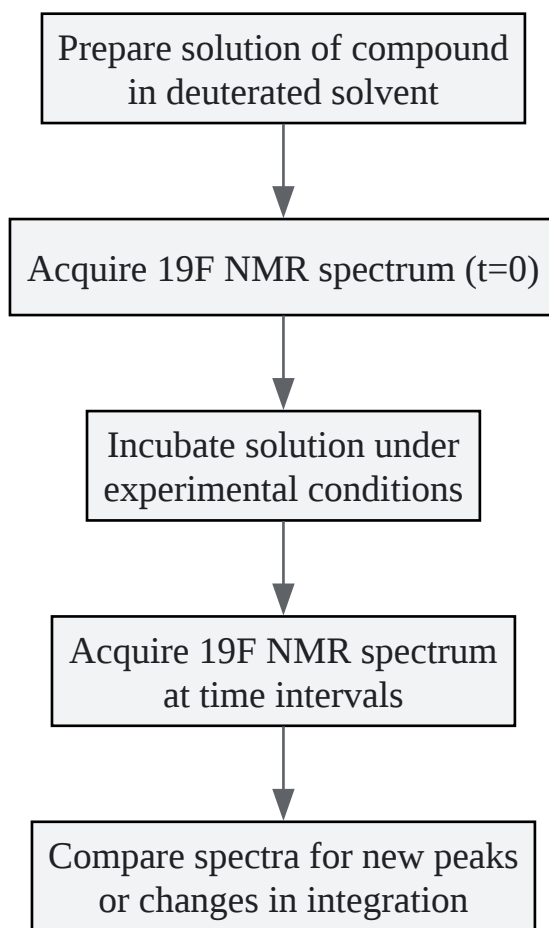 Prepare solution of compound
in deuterated solvent
Acquire 19F NMR spectrum (t=0)
Incubate solution under
experimental conditions
Acquire 19F NMR spectrum
at time intervals
Compare spectra for new peaks
or changes in integration